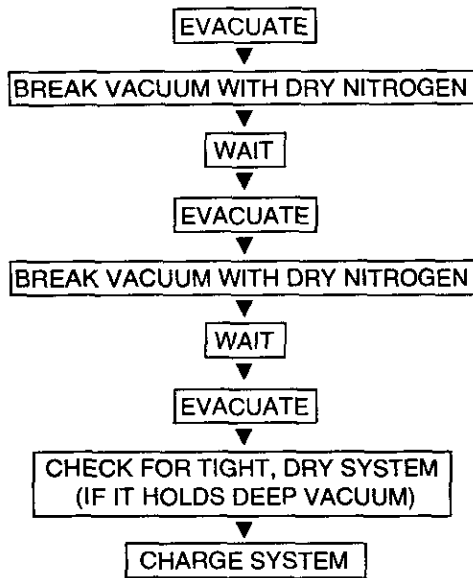 EVACUATE
BREAK VACUUM WITH DRY NITROGEN
WAIT
EVACUATE
BREAK VACUUM WITH DRY NITROGEN
WAIT
EVACUATE
CHECK FOR TIGHT, DRY SYSTEM
(IF IT HOLDS DEEP VACUUM)
CHARGE SYSTEM